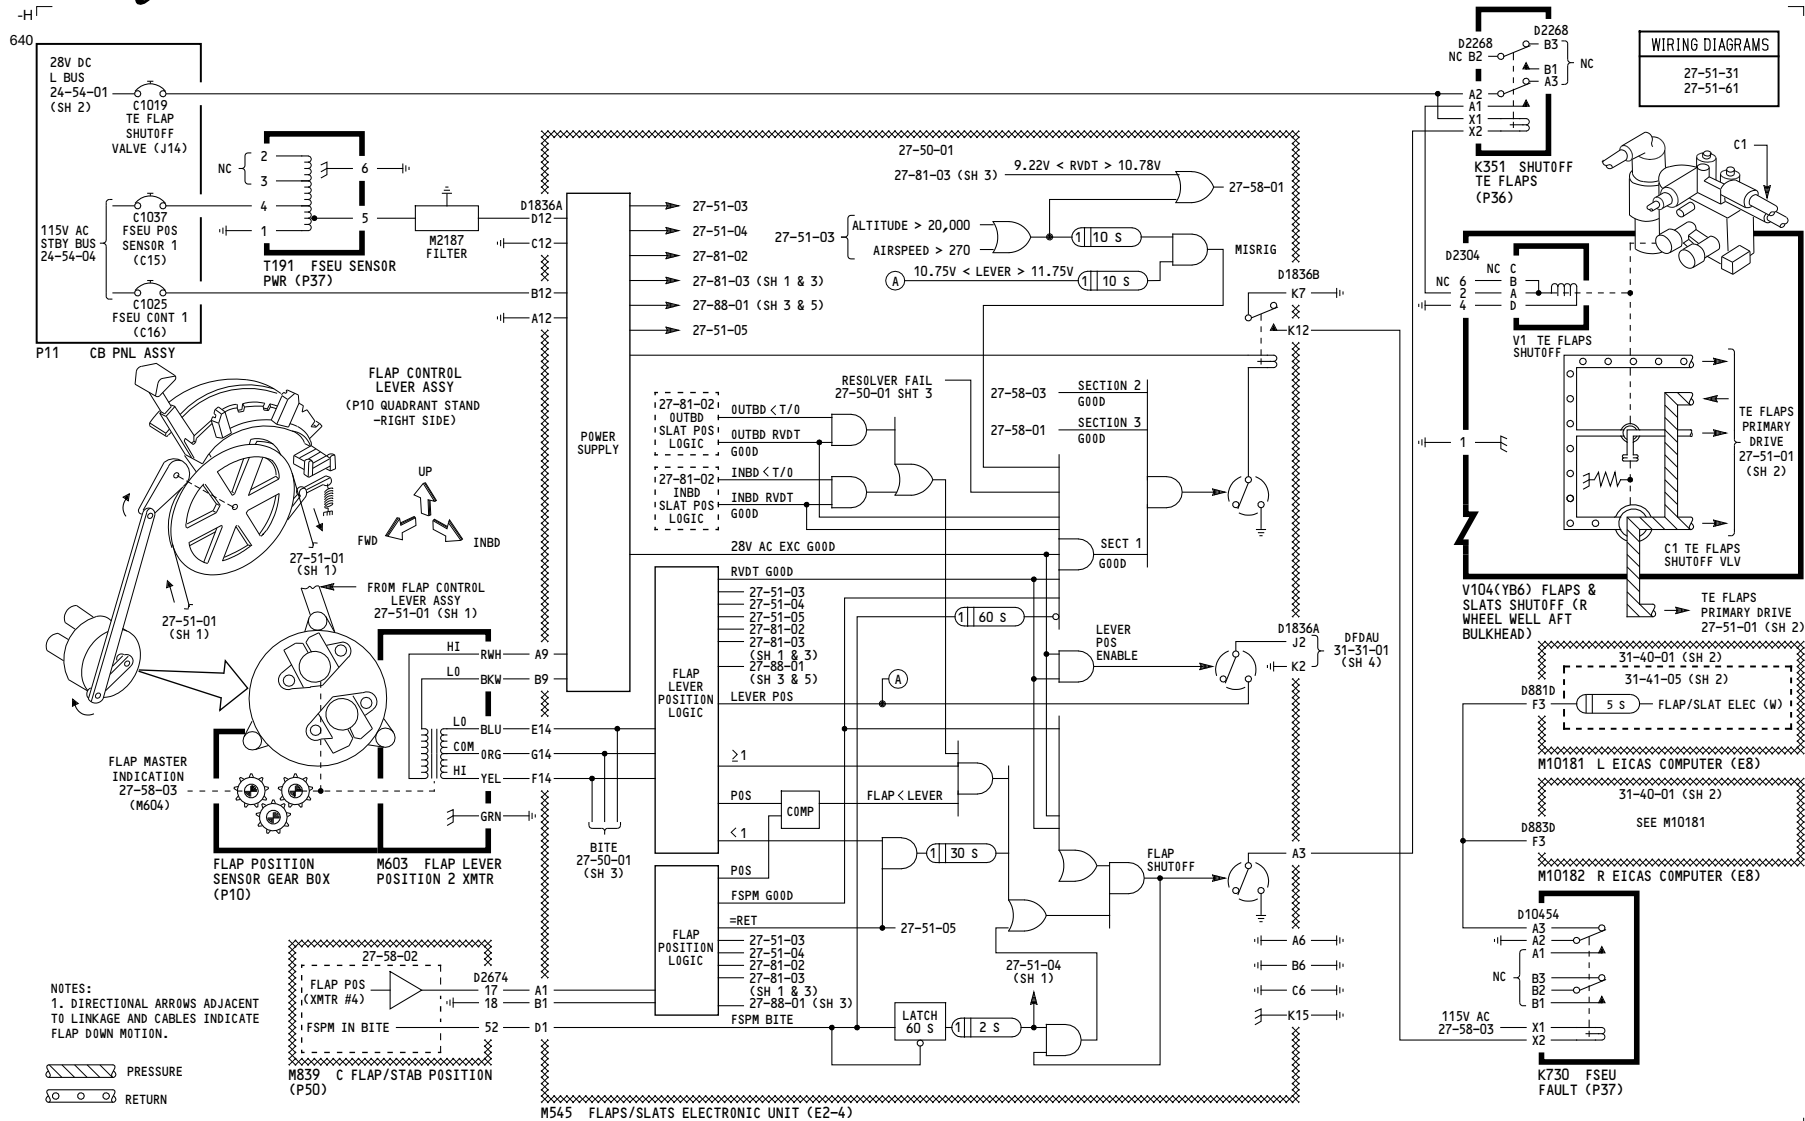 -H
640
28V DC
L BUS
24-54-01
(SH 2)
C1019
TE FLAP
SHUTOFF
VALVE (J14)
115V AC
STBY BUS
24-54-04
C1037
FSEU POS
SENSOR 1
(C15)
C1025
FSEU CONT 1
(C16)
P11 CB PNL ASSY
NC
2
3
4
1
6
5
T191 FSEU SENSOR
PWR (P37)
M2187
FILTER
D1836A
D12
C12
B12
A12
POWER
SUPPLY
27-50-01
27-51-03
27-51-04
27-81-02
27-81-03 (SH 1 & 3)
27-88-01 (SH 3 & 5)
27-51-05
9.22V < RVDT > 10.78V
27-81-03 (SH 3)
27-58-01
27-51-03
ALTITUDE > 20,000
AIRSPEED > 270
1 10 S
A
10.75V < LEVER > 11.75V
1 10 S
MISRIG
D1836B
K7
K12
RESOLVER FAIL
27-50-01 SHT 3
27-58-03
SECTION 2
GOOD
27-58-01
SECTION 3
GOOD
27-81-02
OUTBD
SLAT POS
LOGIC
OUTBD < T/O
OUTBD RVDT
GOOD
27-81-02
INBD
SLAT POS
LOGIC
INBD < T/O
INBD RVDT
GOOD
28V AC EXC GOOD
SECT 1
GOOD
RVDT GOOD
27-51-03
27-51-04
27-51-05
27-81-02
27-81-03
(SH 1 & 3)
27-88-01
(SH 3 & 5)
FLAP
LEVER
POSITION
LOGIC
LEVER POS
A
1 60 S
LEVER
POS
ENABLE
D1836A
J2
K2
DFDAU
31-31-01
(SH 4)
≥1
POS
COMP
FLAP < LEVER
<1
1 30 S
POS
FSPM GOOD
=RET
27-51-05
FLAP
POSITION
LOGIC
27-51-03
27-51-04
27-81-02
27-81-03
(SH 1 & 3)
27-88-01 (SH 3)
FSPM BITE
LATCH
60 S
1 2 S
27-51-04
(SH 1)
FLAP
SHUTOFF
A3
A6
B6
C6
K15
M545 FLAPS/SLATS ELECTRONIC UNIT (E2-4)
FLAP CONTROL
LEVER ASSY
(P10 QUADRANT STAND
-RIGHT SIDE)
UP
FWD
INBD
27-51-01
(SH 1)
27-51-01
(SH 1)
FROM FLAP CONTROL
LEVER ASSY
27-51-01 (SH 1)
HI
RWH
A9
LO
BKW
B9
LO
BLU
E14
COM
ORG
G14
HI
YEL
F14
GRN
BITE
27-50-01
(SH 3)
FLAP MASTER
INDICATION
27-58-03
(M604)
FLAP POSITION
SENSOR GEAR BOX
(P10)
M603 FLAP LEVER
POSITION 2 XMTR
27-58-02
FLAP POS
(XMTR #4)
FSPM IN BITE
D2674
17
18
52
A1
B1
D1
M839 C FLAP/STAB POSITION
(P50)
NOTES:
1. DIRECTIONAL ARROWS ADJACENT
TO LINKAGE AND CABLES INDICATE
FLAP DOWN MOTION.
PRESSURE
RETURN
D2268
D2268
B3
NC B2
B1
A3
NC
A2
A1
X1
X2
K351 SHUTOFF
TE FLAPS
(P36)
WIRING DIAGRAMS
27-51-31
27-51-61
C1
D2304
NC 6
2
4
NC C
B
A
D
V1 TE FLAPS
SHUTOFF
1
TE FLAPS
PRIMARY
DRIVE
27-51-01
(SH 2)
C1 TE FLAPS
SHUTOFF VLV
V104(YB6) FLAPS &
SLATS SHUTOFF (R
WHEEL WELL AFT
BULKHEAD)
TE FLAPS
PRIMARY DRIVE
27-51-01 (SH 2)
31-40-01 (SH 2)
31-41-05 (SH 2)
D881D
F3
5 S
FLAP/SLAT ELEC (W)
M10181 L EICAS COMPUTER (E8)
31-40-01 (SH 2)
SEE M10181
D883D
F3
M10182 R EICAS COMPUTER (E8)
D10454
A3
A2
A1
NC
B3
B2
B1
115V AC
27-58-03
X1
X2
K730 FSEU
FAULT (P37)